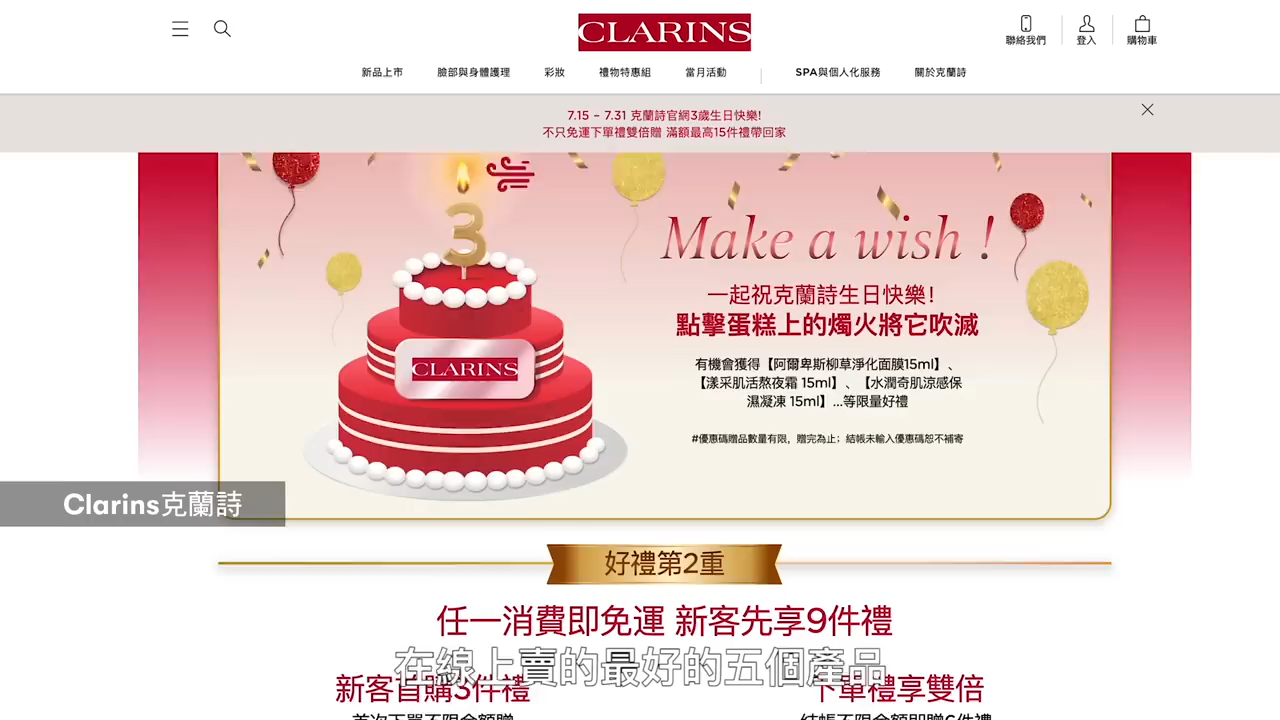 CLARINS
聯絡我們
登入
購物車
新品上市
臉部與身體護理
彩妝
禮物特惠組
當月活動
SPA與個人化服務
關於克蘭詩
7.15 - 7.31 克蘭詩官網3歲生日快樂!
不只免運下單禮雙倍贈 滿額最高15件禮帶回家
3
Make a wish !
一起祝克蘭詩生日快樂!
點擊蛋糕上的燭火將它吹滅
CLARINS
有機會獲得【阿爾卑斯柳草淨化面膜15ml】、
【漾采肌活熬夜霜 15ml】、【水潤奇肌涼感保
濕凝凍 15ml】...等限量好禮
#優惠碼贈品數量有限，贈完為止；結帳未輸入優惠碼恕不補寄
Clarins克蘭詩
好禮第2重
任一消費即免運 新客先享9件禮
在線上賣的最好的五個產品
新客首購3件禮
下單禮享雙倍